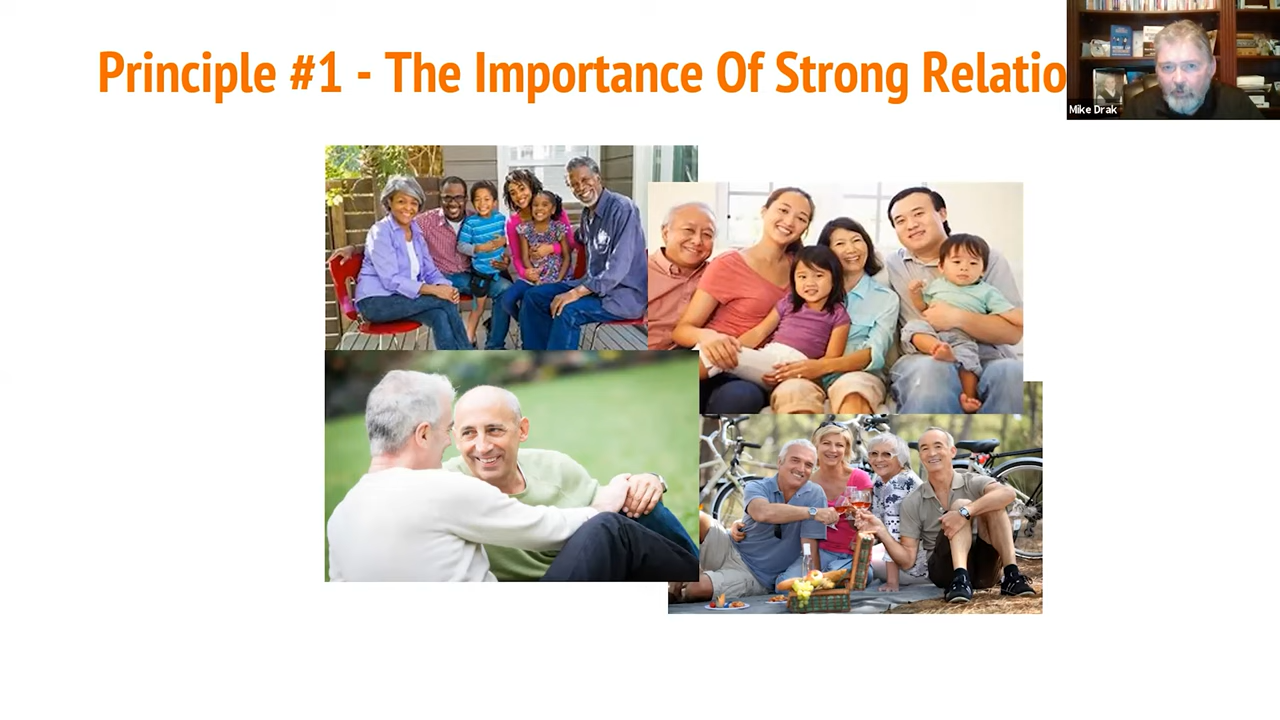 Principle #1 - The Importance Of Strong Relatio
Mike Drak